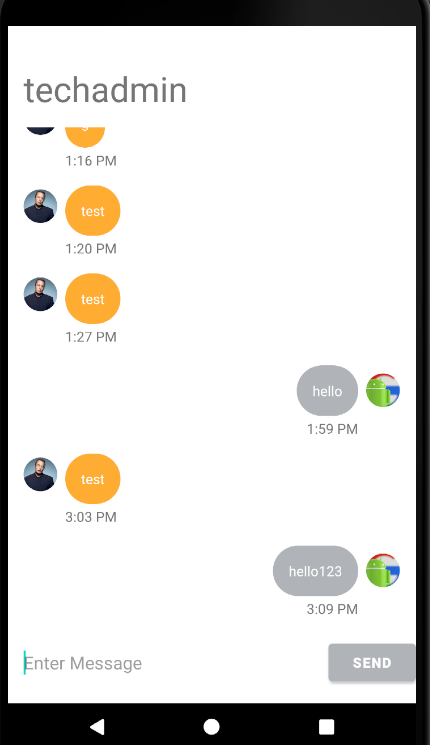 techadmin
1:16 PM
test
1:20 PM
test
1:27 PM
hello
1:59 PM
test
3:03 PM
hello123
3:09 PM
Enter Message
SEND